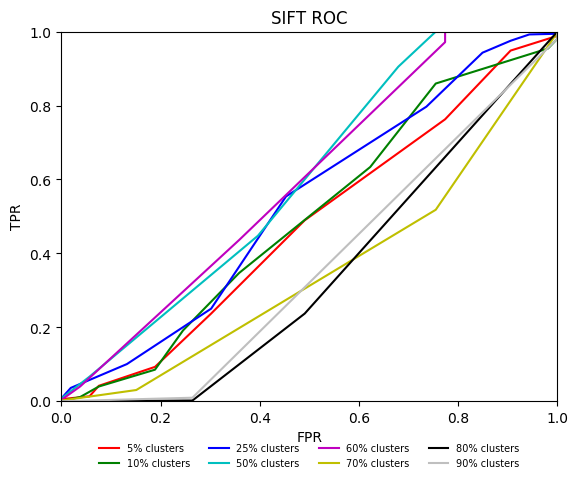 SIFT ROC
1.0
0.8
0.6
0.4
0.2
0.0
TPR
0.0 0.2 0.4 0.6 0.8 1.0
FPR
5% clusters 25% clusters 60% clusters 80% clusters
10% clusters 50% clusters 70% clusters 90% clusters